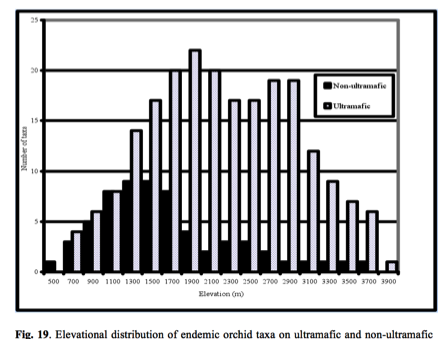 25
20
15
10
5
0
Number of taxa
Non-ultramafic
Ultramafic
500 700 900 1100 1300 1500 1700 1900 2100 2300 2500 2700 2900 3100 3300 3500 3700 3900
Elevation (m)
Fig. 19. Elevational distribution of endemic orchid taxa on ultramafic and non-ultramafic